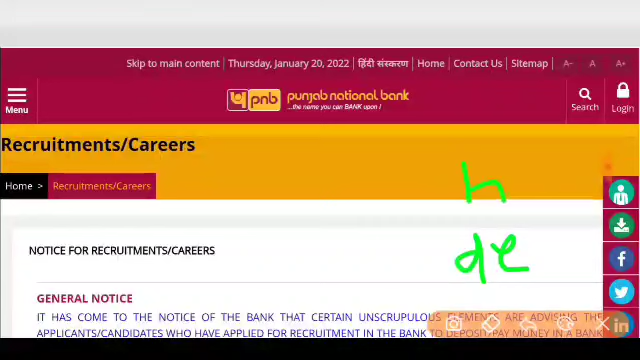 Skip to main content Thursday, January 20, 2022 हिंदी संस्करण Home Contact Us Sitemap A- A A+
Menu
pnb punjab national bank
...the name you can BANK upon !
Search
Login
Recruitments/Careers
Home > Recruitments/Careers
h
de
NOTICE FOR RECRUITMENTS/CAREERS
GENERAL NOTICE
IT HAS COME TO THE NOTICE OF THE BANK THAT CERTAIN UNSCRUPULOUS ELEMENTS ARE ADVISING THE
APPLICANTS/CANDIDATES WHO HAVE APPLIED FOR RECRUITMENT IN THE BANK TO DEPOSIT/PAY MONEY IN A BANK